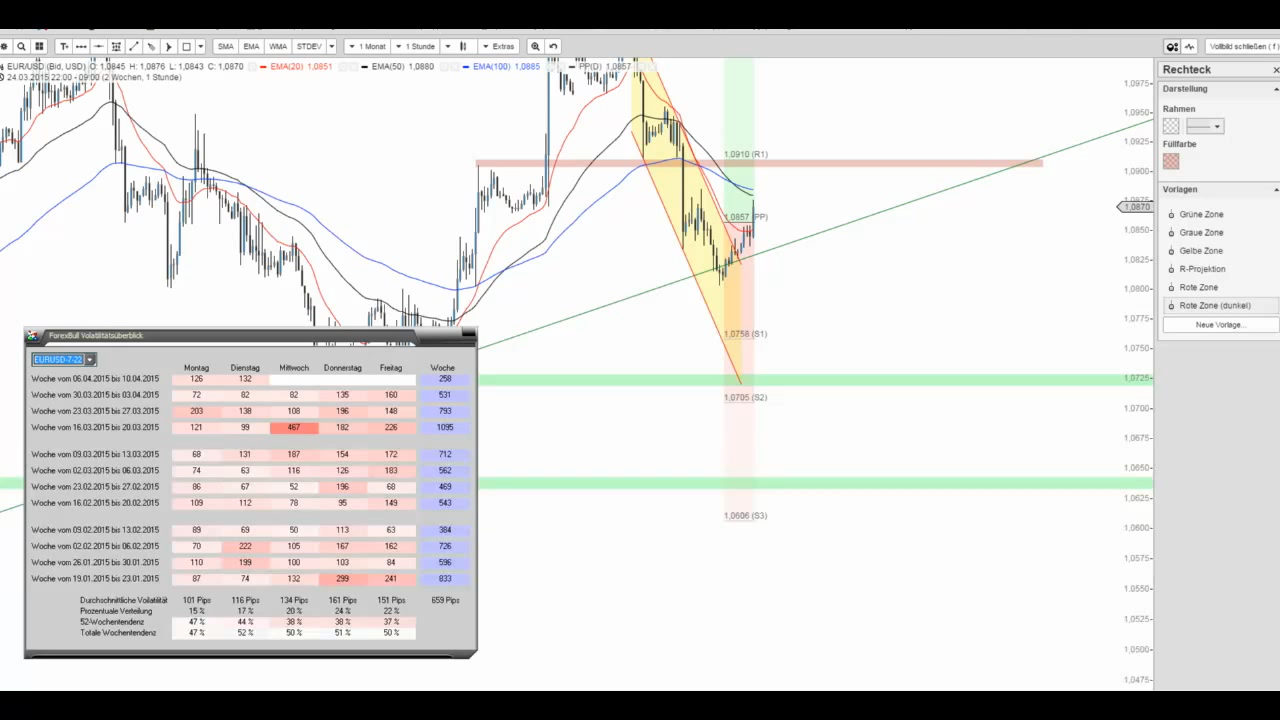 SMA EMA WMA STDEV 1 Monat 1 Stunde Extras Vollbild schließen ( f )
EUR/USD (Bid, USD) O: 1,0845 H: 1,0876 L: 1,0843 C: 1,0870 EMA(20) 1,0851 EMA(50) 1,0880 EMA(100) 1,0885 PP(D) 1,0857
24.03.2015 22:00 - 09:00 (2 Wochen, 1 Stunde)
1,0910 (R1)
1,0857 (PP)
1,0758 (S1)
1,0705 (S2)
1,0606 (S3)
1,0975
1,0950
1,0925
1,0900
1,0875
1,0870
1,0850
1,0825
1,0800
1,0775
1,0750
1,0725
1,0700
1,0675
1,0650
1,0625
1,0600
1,0575
1,0550
1,0525
1,0500
1,0475
Rechteck
Darstellung
Rahmen
Füllfarbe
Vorlagen
Grüne Zone
Graue Zone
Gelbe Zone
R-Projektion
Rote Zone
Rote Zone (dunkel)
Neue Vorlage...
ForexBull Volatilitätsüberblick
EURUSD-7-22
Montag Dienstag Mittwoch Donnerstag Freitag Woche
Woche vom 06.04.2015 bis 10.04.2015 126 132 258
Woche vom 30.03.2015 bis 03.04.2015 72 82 82 135 160 531
Woche vom 23.03.2015 bis 27.03.2015 203 138 108 196 148 793
Woche vom 16.03.2015 bis 20.03.2015 121 99 467 182 226 1095
Woche vom 09.03.2015 bis 13.03.2015 68 131 187 154 172 712
Woche vom 02.03.2015 bis 06.03.2015 74 63 116 126 183 562
Woche vom 23.02.2015 bis 27.02.2015 86 67 52 196 68 469
Woche vom 16.02.2015 bis 20.02.2015 109 112 78 95 149 543
Woche vom 09.02.2015 bis 13.02.2015 89 69 50 113 63 384
Woche vom 02.02.2015 bis 06.02.2015 70 222 105 167 162 726
Woche vom 26.01.2015 bis 30.01.2015 110 199 100 103 84 596
Woche vom 19.01.2015 bis 23.01.2015 87 74 132 299 241 833
Durchschnittliche Volatilität 101 Pips 116 Pips 134 Pips 161 Pips 151 Pips 659 Pips
Prozentuale Verteilung 15 % 17 % 20 % 24 % 22 %
52-Wochentendenz 47 % 44 % 38 % 38 % 37 %
Totale Wochentendenz 47 % 52 % 50 % 51 % 50 %